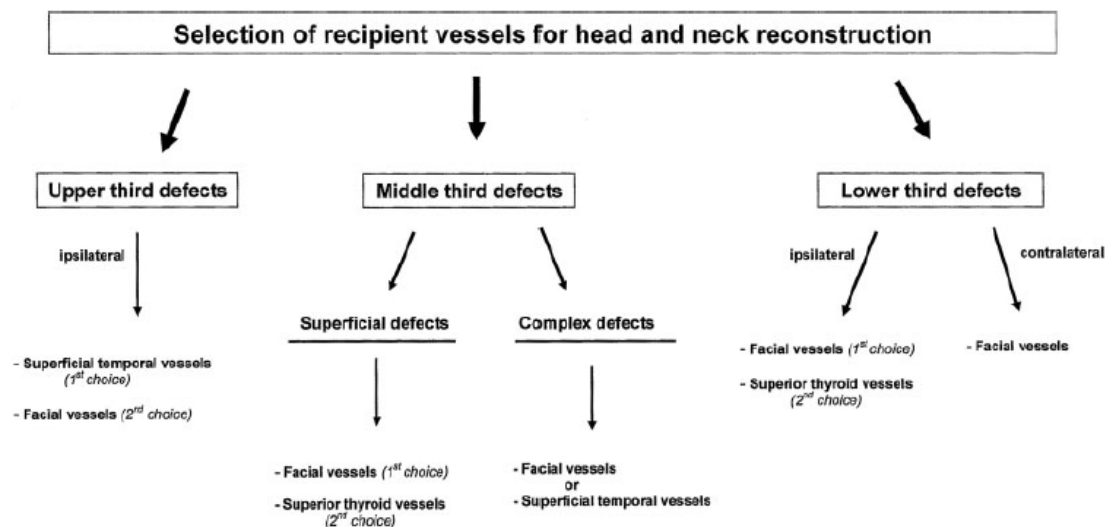 Selection of recipient vessels for head and neck reconstruction
Upper third defects
Middle third defects
Lower third defects
ipsilateral
ipsilateral
contralateral
Superficial defects
Complex defects
- Superficial temporal vessels
(1st choice)
- Facial vessels (2rd choice)
- Facial vessels (1st choice)
- Superior thyroid vessels
(2nd choice)
- Facial vessels
or
- Superficial temporal vessels
- Facial vessels (1st choice)
- Superior thyroid vessels
(2nd choice)
- Facial vessels